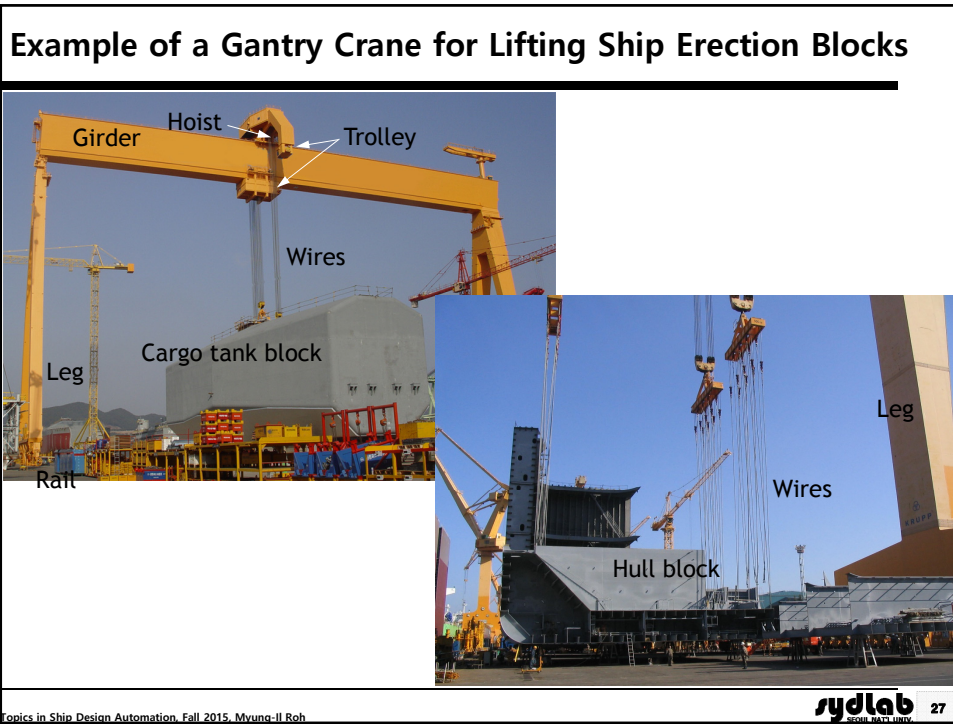 Example of a Gantry Crane for Lifting Ship Erection Blocks
Girder
Hoist
Trolley
Wires
Cargo tank block
Leg
Rail
Leg
KRUPP
Wires
Hull block
Topics in Ship Design Automation, Fall 2015, Myung-Il Roh
sydlab
SEOUL NAT'L UNIV.
27